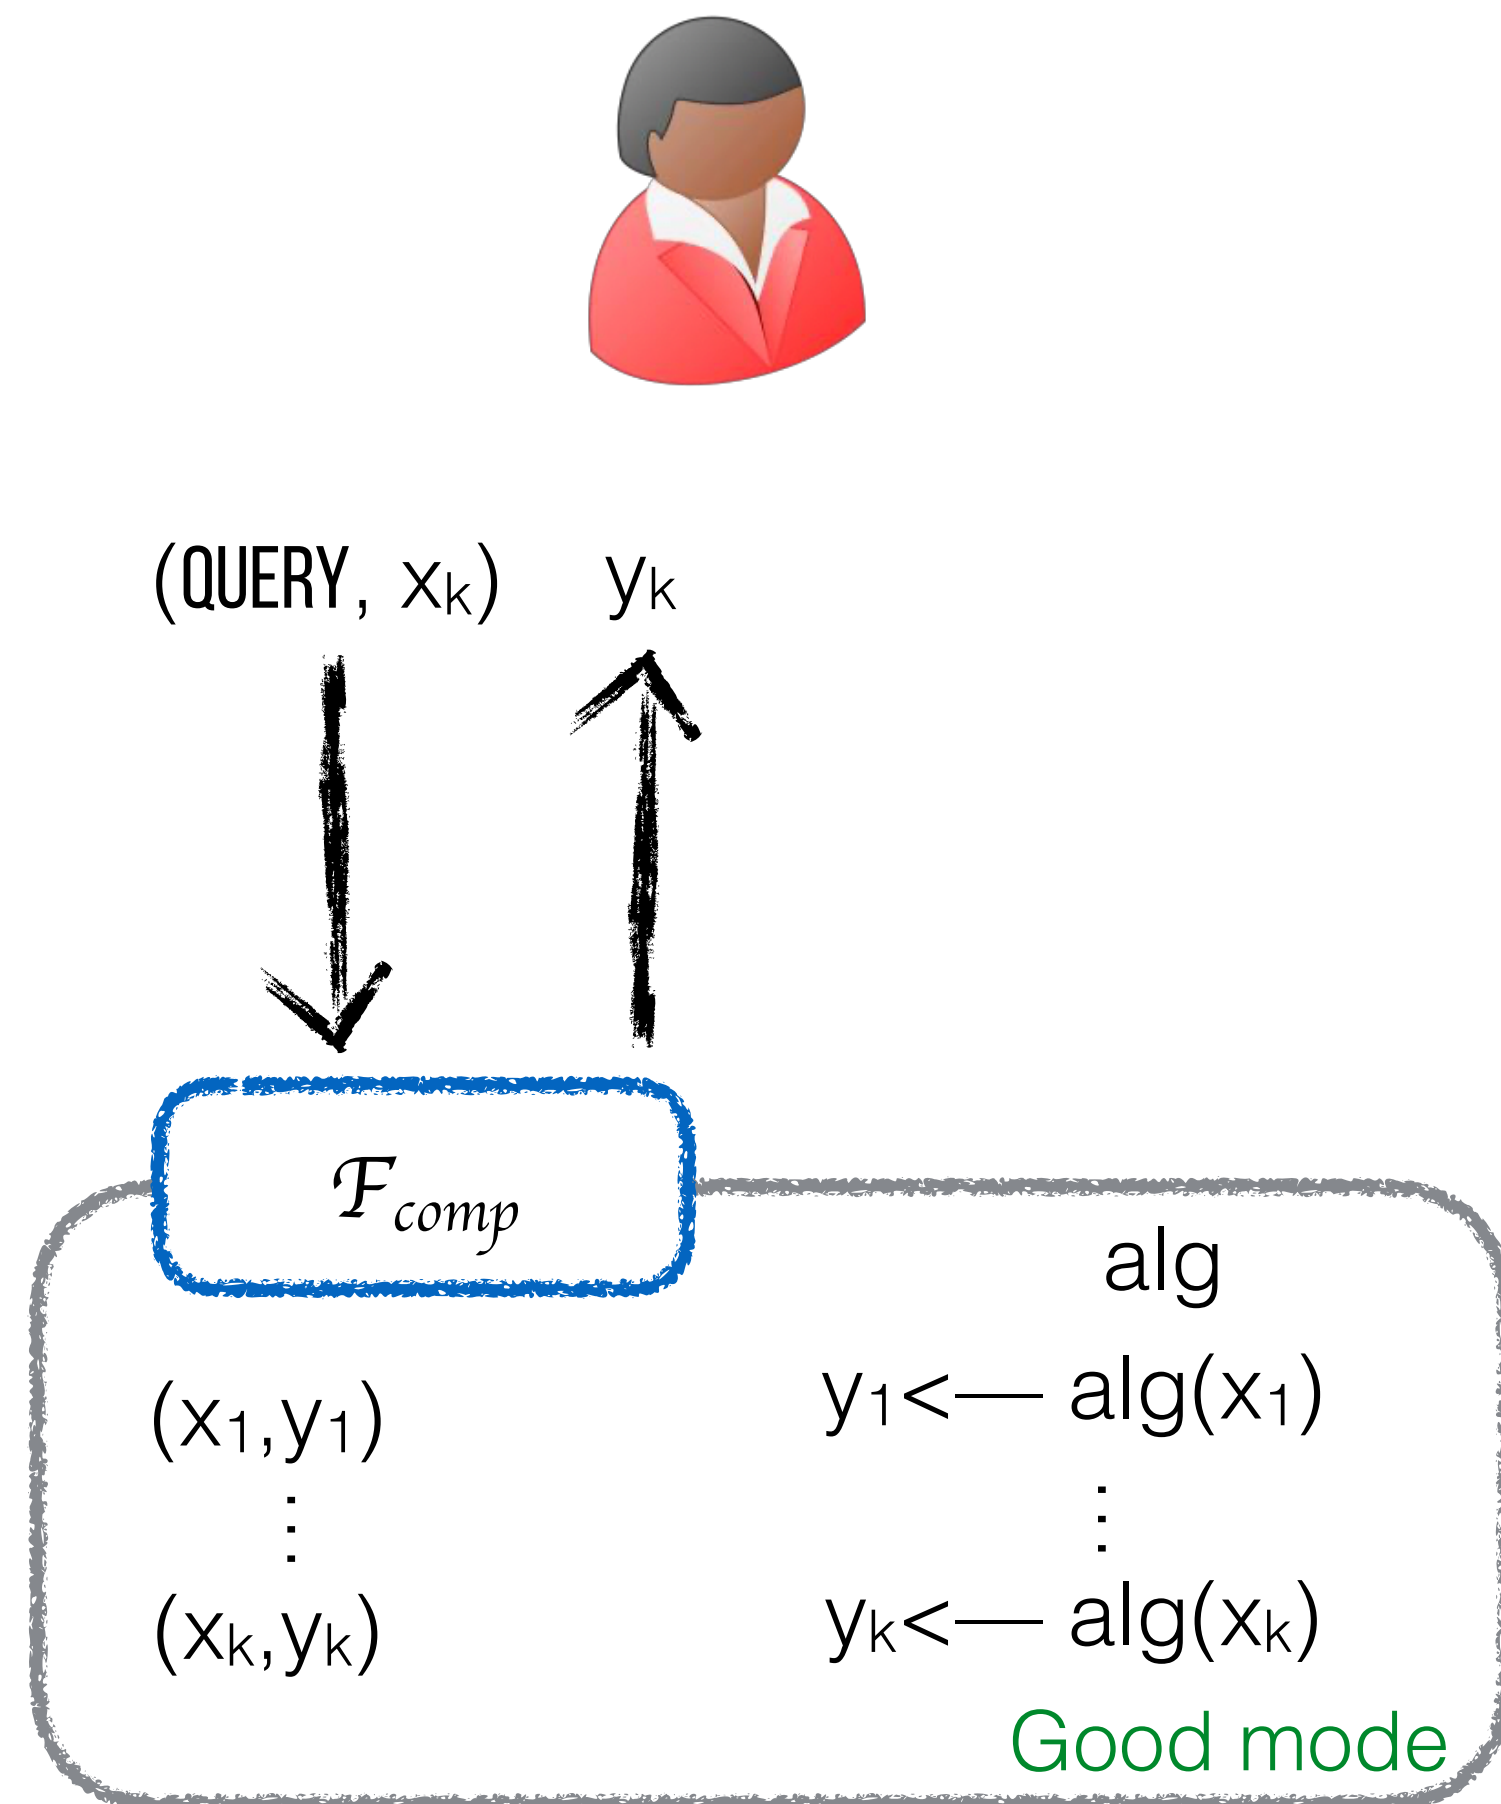 (QUERY, xₖ) yₖ
ℱcomp
alg
(x₁,y₁) y₁<— alg(x₁)
⋮ ⋮
(xₖ,yₖ) yₖ<— alg(xₖ)
Good mode